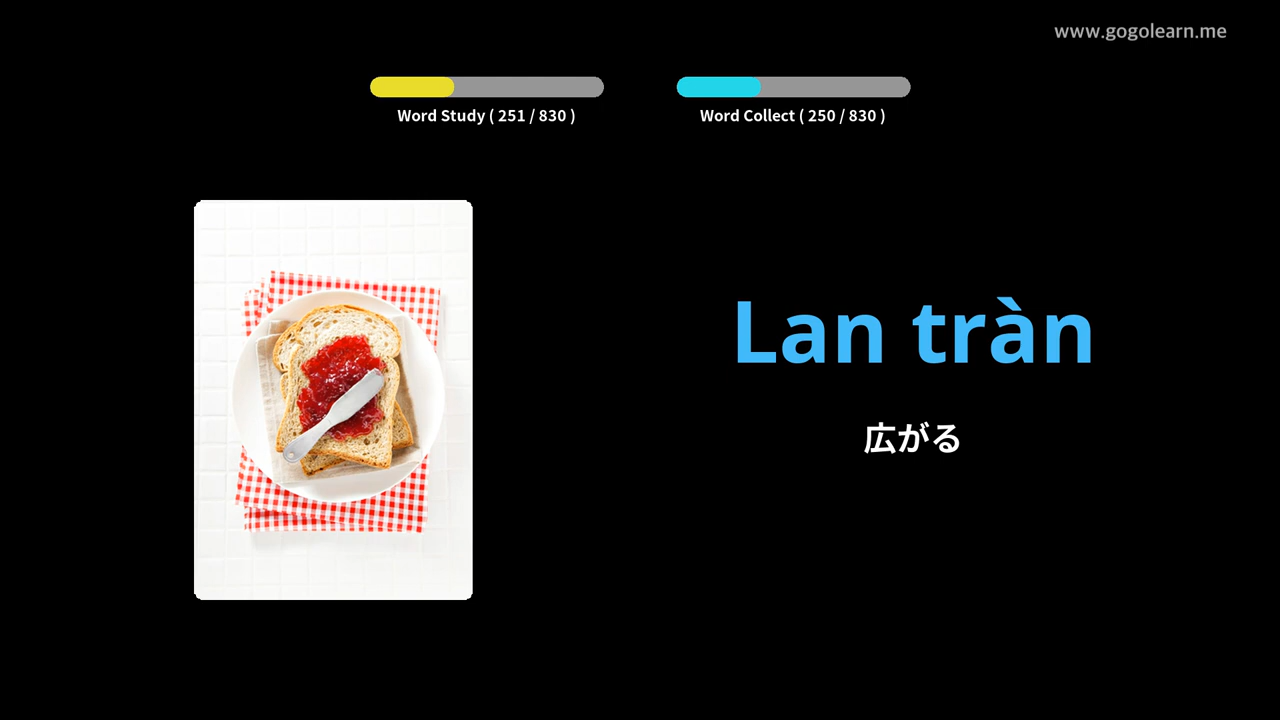 www.gogolearn.me
Word Study ( 251 / 830 )
Word Collect ( 250 / 830 )
Lan tràn
広がる